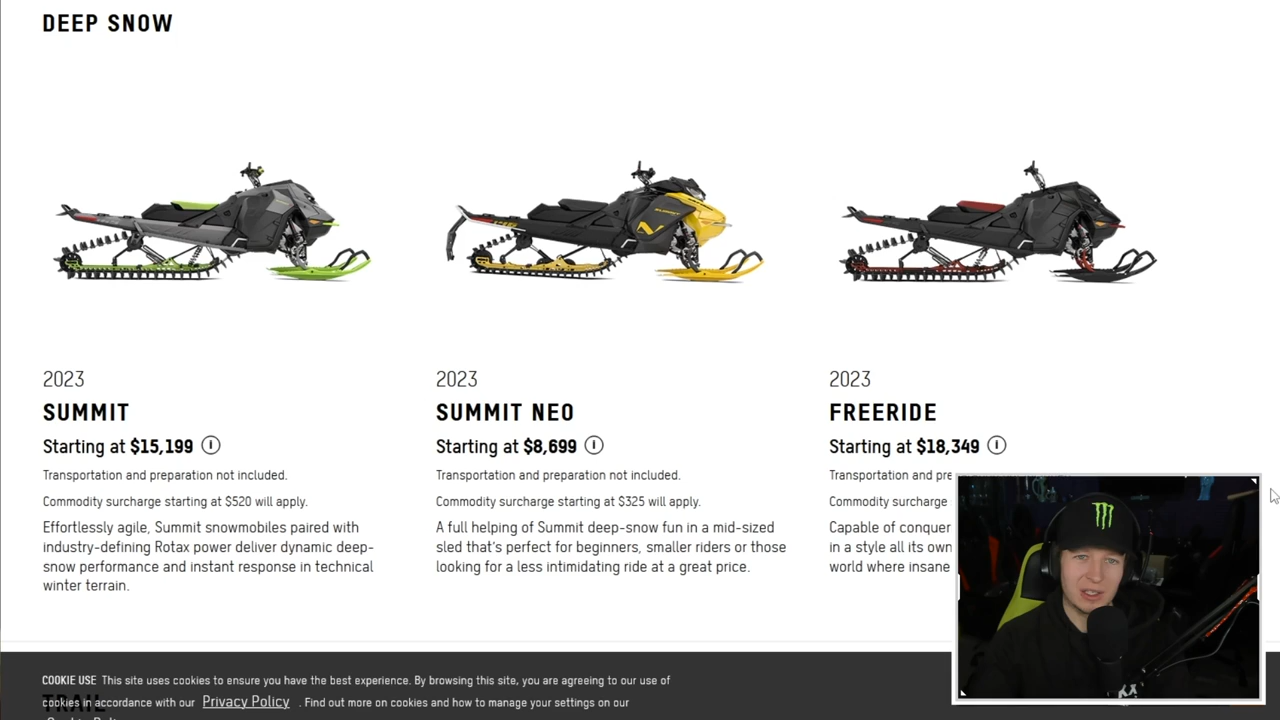 DEEP SNOW
2023
SUMMIT
Starting at $15,199
Transportation and preparation not included.
Commodity surcharge starting at $520 will apply.
Effortlessly agile, Summit snowmobiles paired with
industry-defining Rotax power deliver dynamic deep-
snow performance and instant response in technical
winter terrain.
2023
SUMMIT NEO
Starting at $8,699
Transportation and preparation not included.
Commodity surcharge starting at $325 will apply.
A full helping of Summit deep-snow fun in a mid-sized
sled that's perfect for beginners, smaller riders or those
looking for a less intimidating ride at a great price.
2023
FREERIDE
Starting at $18,349
Transportation and pre
Commodity surcharge
Capable of conquer
in a style all its own
world where insane
COOKIE USE This site uses cookies to ensure you have the best experience. By browsing this site, you are agreeing to our use of
cookies in accordance with our Privacy Policy . Find out more on cookies and how to manage your settings on our
TRAIL